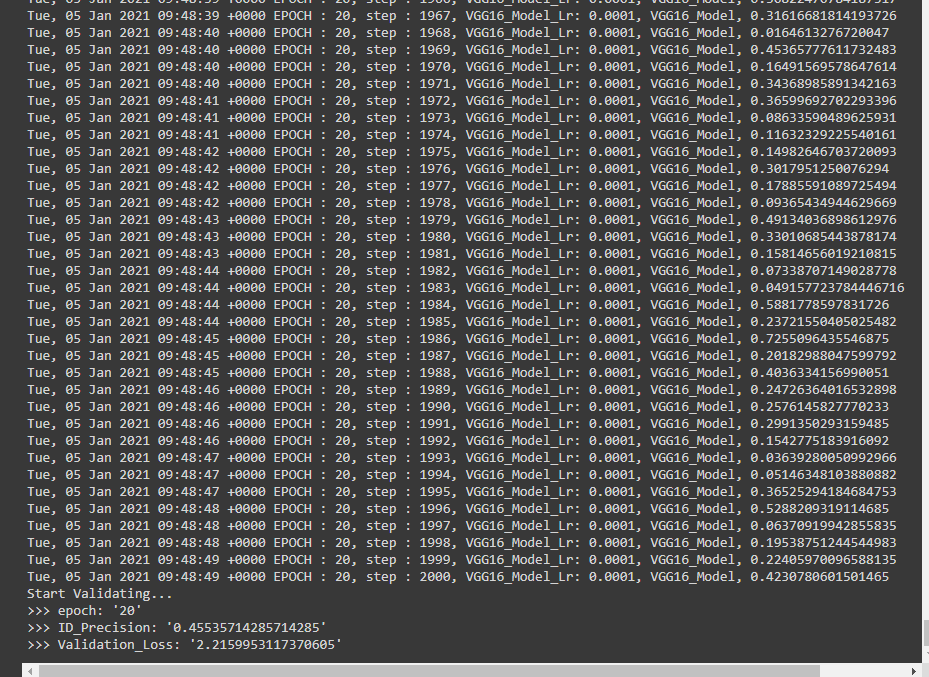 Tue, 05 Jan 2021 09:48:39 +0000 EPOCH : 20, step : 1967, VGG16_Model_Lr: 0.0001, VGG16_Model, 0.31616681814193726
Tue, 05 Jan 2021 09:48:40 +0000 EPOCH : 20, step : 1968, VGG16_Model_Lr: 0.0001, VGG16_Model, 0.0164613276720047
Tue, 05 Jan 2021 09:48:40 +0000 EPOCH : 20, step : 1969, VGG16_Model_Lr: 0.0001, VGG16_Model, 0.45365777611732483
Tue, 05 Jan 2021 09:48:40 +0000 EPOCH : 20, step : 1970, VGG16_Model_Lr: 0.0001, VGG16_Model, 0.16491569578647614
Tue, 05 Jan 2021 09:48:40 +0000 EPOCH : 20, step : 1971, VGG16_Model_Lr: 0.0001, VGG16_Model, 0.34368985891342163
Tue, 05 Jan 2021 09:48:41 +0000 EPOCH : 20, step : 1972, VGG16_Model_Lr: 0.0001, VGG16_Model, 0.36599692702293396
Tue, 05 Jan 2021 09:48:41 +0000 EPOCH : 20, step : 1973, VGG16_Model_Lr: 0.0001, VGG16_Model, 0.08633590489625931
Tue, 05 Jan 2021 09:48:41 +0000 EPOCH : 20, step : 1974, VGG16_Model_Lr: 0.0001, VGG16_Model, 0.11632329225540161
Tue, 05 Jan 2021 09:48:42 +0000 EPOCH : 20, step : 1975, VGG16_Model_Lr: 0.0001, VGG16_Model, 0.14982646703720093
Tue, 05 Jan 2021 09:48:42 +0000 EPOCH : 20, step : 1976, VGG16_Model_Lr: 0.0001, VGG16_Model, 0.3017951250076294
Tue, 05 Jan 2021 09:48:42 +0000 EPOCH : 20, step : 1977, VGG16_Model_Lr: 0.0001, VGG16_Model, 0.17855591089725494
Tue, 05 Jan 2021 09:48:42 +0000 EPOCH : 20, step : 1978, VGG16_Model_Lr: 0.0001, VGG16_Model, 0.09365434944629669
Tue, 05 Jan 2021 09:48:43 +0000 EPOCH : 20, step : 1979, VGG16_Model_Lr: 0.0001, VGG16_Model, 0.49134036898612976
Tue, 05 Jan 2021 09:48:43 +0000 EPOCH : 20, step : 1980, VGG16_Model_Lr: 0.0001, VGG16_Model, 0.33010685443878174
Tue, 05 Jan 2021 09:48:43 +0000 EPOCH : 20, step : 1981, VGG16_Model_Lr: 0.0001, VGG16_Model, 0.15814656019210815
Tue, 05 Jan 2021 09:48:44 +0000 EPOCH : 20, step : 1982, VGG16_Model_Lr: 0.0001, VGG16_Model, 0.07338707149028778
Tue, 05 Jan 2021 09:48:44 +0000 EPOCH : 20, step : 1983, VGG16_Model_Lr: 0.0001, VGG16_Model, 0.049157723784446716
Tue, 05 Jan 2021 09:48:44 +0000 EPOCH : 20, step : 1984, VGG16_Model_Lr: 0.0001, VGG16_Model, 0.5881778597831726
Tue, 05 Jan 2021 09:48:44 +0000 EPOCH : 20, step : 1985, VGG16_Model_Lr: 0.0001, VGG16_Model, 0.23721550405025482
Tue, 05 Jan 2021 09:48:45 +0000 EPOCH : 20, step : 1986, VGG16_Model_Lr: 0.0001, VGG16_Model, 0.7255096435546875
Tue, 05 Jan 2021 09:48:45 +0000 EPOCH : 20, step : 1987, VGG16_Model_Lr: 0.0001, VGG16_Model, 0.20182988047599792
Tue, 05 Jan 2021 09:48:45 +0000 EPOCH : 20, step : 1988, VGG16_Model_Lr: 0.0001, VGG16_Model, 0.4036334156990051
Tue, 05 Jan 2021 09:48:46 +0000 EPOCH : 20, step : 1989, VGG16_Model_Lr: 0.0001, VGG16_Model, 0.24726364016532898
Tue, 05 Jan 2021 09:48:46 +0000 EPOCH : 20, step : 1990, VGG16_Model_Lr: 0.0001, VGG16_Model, 0.2576145827770233
Tue, 05 Jan 2021 09:48:46 +0000 EPOCH : 20, step : 1991, VGG16_Model_Lr: 0.0001, VGG16_Model, 0.2991350293159485
Tue, 05 Jan 2021 09:48:46 +0000 EPOCH : 20, step : 1992, VGG16_Model_Lr: 0.0001, VGG16_Model, 0.1542775183916092
Tue, 05 Jan 2021 09:48:47 +0000 EPOCH : 20, step : 1993, VGG16_Model_Lr: 0.0001, VGG16_Model, 0.03639280050992966
Tue, 05 Jan 2021 09:48:47 +0000 EPOCH : 20, step : 1994, VGG16_Model_Lr: 0.0001, VGG16_Model, 0.05146348103880882
Tue, 05 Jan 2021 09:48:47 +0000 EPOCH : 20, step : 1995, VGG16_Model_Lr: 0.0001, VGG16_Model, 0.36525294184684753
Tue, 05 Jan 2021 09:48:48 +0000 EPOCH : 20, step : 1996, VGG16_Model_Lr: 0.0001, VGG16_Model, 0.5288209319114685
Tue, 05 Jan 2021 09:48:48 +0000 EPOCH : 20, step : 1997, VGG16_Model_Lr: 0.0001, VGG16_Model, 0.06370919942855835
Tue, 05 Jan 2021 09:48:48 +0000 EPOCH : 20, step : 1998, VGG16_Model_Lr: 0.0001, VGG16_Model, 0.19538751244544983
Tue, 05 Jan 2021 09:48:49 +0000 EPOCH : 20, step : 1999, VGG16_Model_Lr: 0.0001, VGG16_Model, 0.22405970096588135
Tue, 05 Jan 2021 09:48:49 +0000 EPOCH : 20, step : 2000, VGG16_Model_Lr: 0.0001, VGG16_Model, 0.4230780601501465
Start Validating...
>>> epoch: '20'
>>> ID_Precision: '0.45535714285714285'
>>> Validation_Loss: '2.2159953117370605'